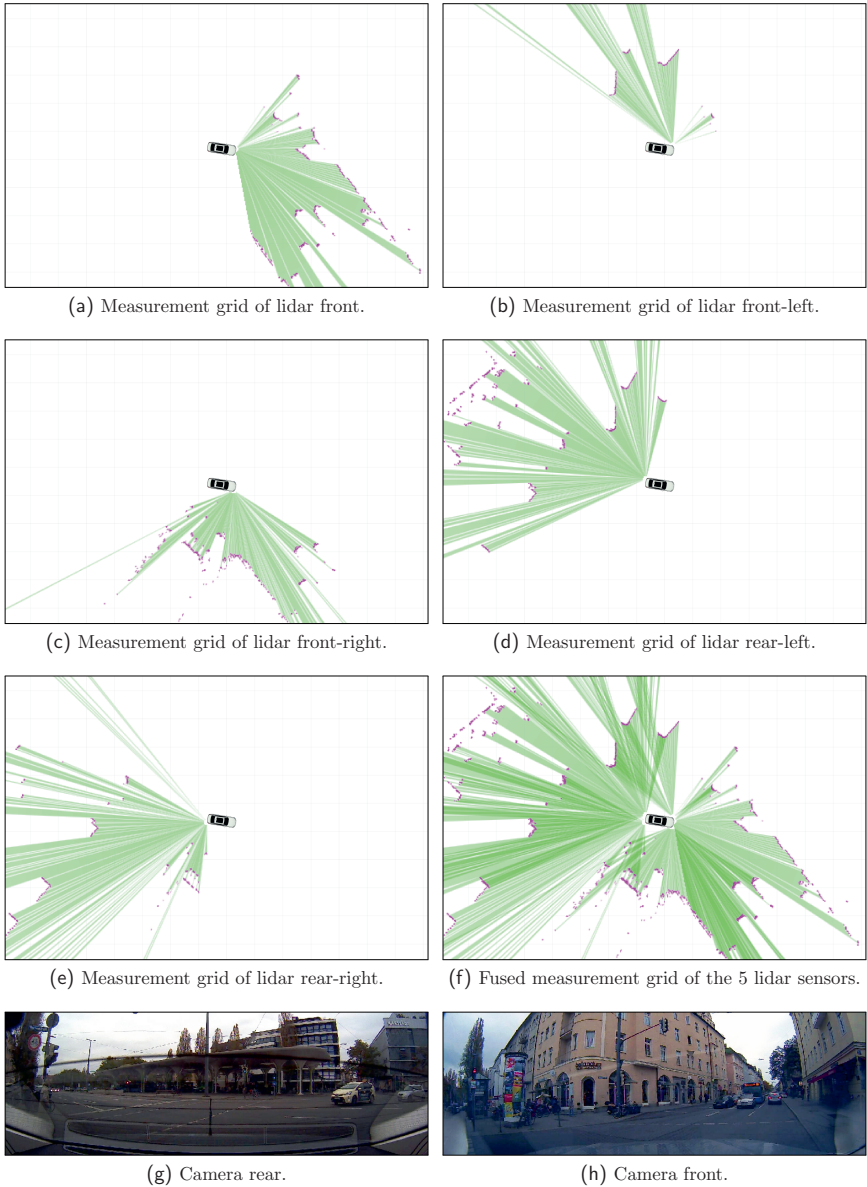 (a) Measurement grid of lidar front.
(b) Measurement grid of lidar front-left.
(c) Measurement grid of lidar front-right.
(d) Measurement grid of lidar rear-left.
(e) Measurement grid of lidar rear-right.
(f) Fused measurement grid of the 5 lidar sensors.
(g) Camera rear.
(h) Camera front.